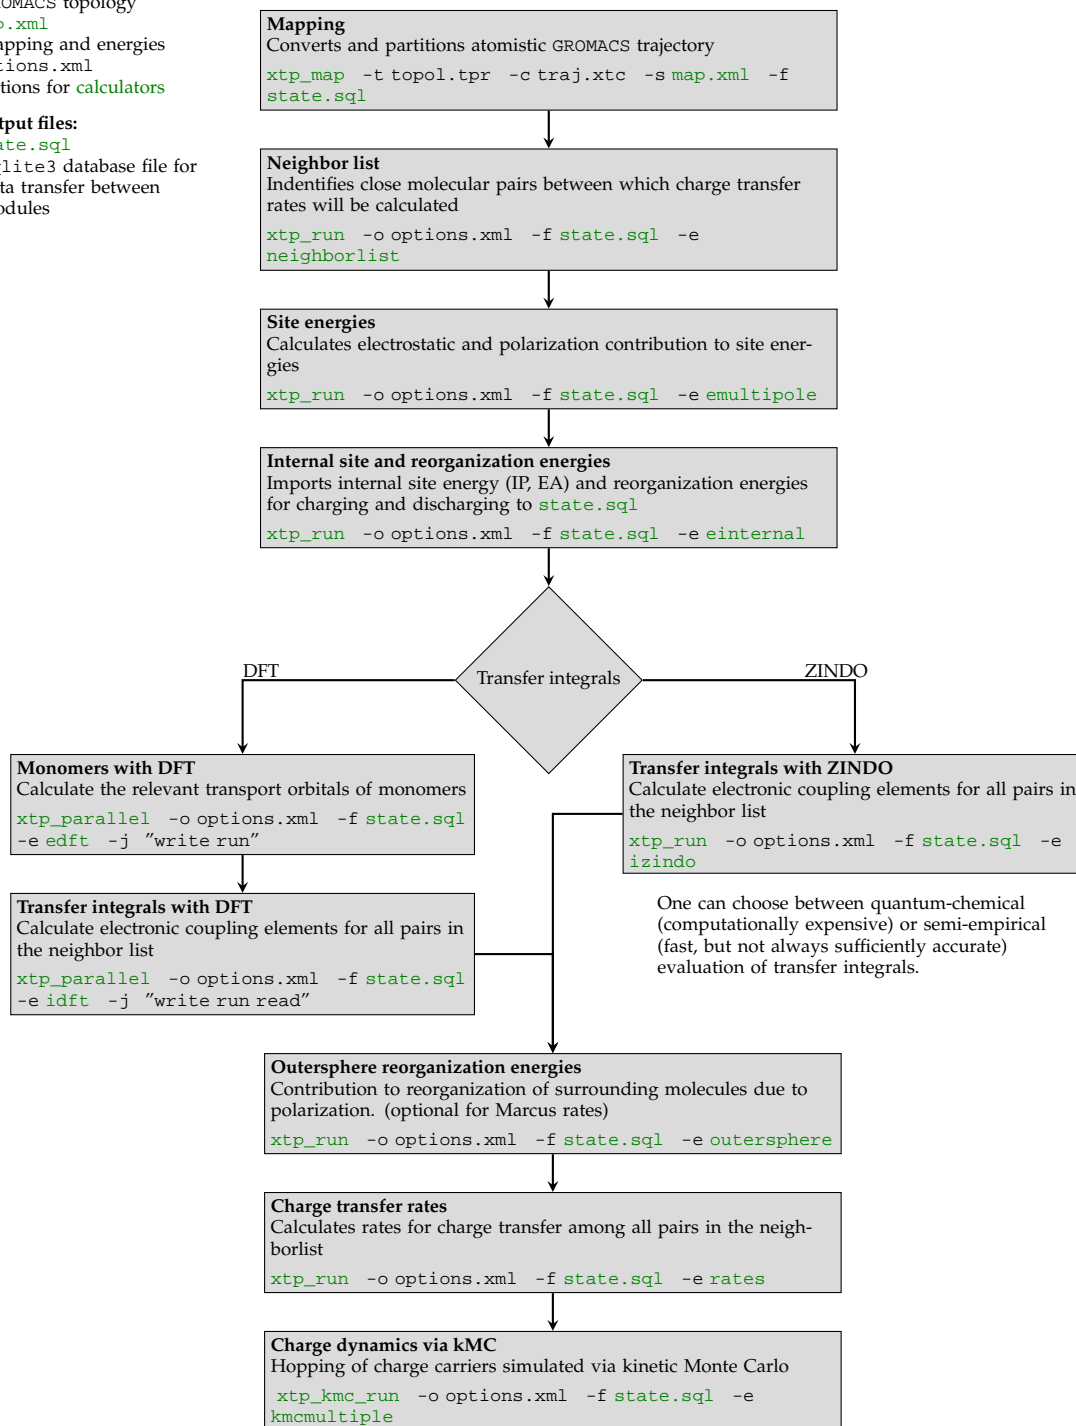 topology
.xml
apping and energies
tions.xml
tions for calculators
tput files:
ate.sql
lite3 database file for
ta transfer between
odules
Mapping
Converts and partitions atomistic GROMACS trajectory
xtp_map -t topol.tpr -c traj.xtc -s map.xml -f
state.sql
Neighbor list
Indentifies close molecular pairs between which charge transfer
rates will be calculated
xtp_run -o options.xml -f state.sql -e
neighborlist
Site energies
Calculates electrostatic and polarization contribution to site ener-
gies
xtp_run -o options.xml -f state.sql -e emultipole
Internal site and reorganization energies
Imports internal site energy (IP, EA) and reorganization energies
for charging and discharging to state.sql
xtp_run -o options.xml -f state.sql -e einternal
Transfer integrals
DFT
ZINDO
Monomers with DFT
Calculate the relevant transport orbitals of monomers
xtp_parallel -o options.xml -f state.sql
-e edft -j "write run"
Transfer integrals with DFT
Calculate electronic coupling elements for all pairs in
the neighbor list
xtp_parallel -o options.xml -f state.sql
-e idft -j "write run read"
Transfer integrals with ZINDO
Calculate electronic coupling elements for all pairs in
the neighbor list
xtp_run -o options.xml -f state.sql -e
izindo
One can choose between quantum-chemical
(computationally expensive) or semi-empirical
(fast, but not always sufficiently accurate)
evaluation of transfer integrals.
Outersphere reorganization energies
Contribution to reorganization of surrounding molecules due to
polarization. (optional for Marcus rates)
xtp_run -o options.xml -f state.sql -e outersphere
Charge transfer rates
Calculates rates for charge transfer among all pairs in the neigh-
borlist
xtp_run -o options.xml -f state.sql -e rates
Charge dynamics via kMC
Hopping of charge carriers simulated via kinetic Monte Carlo
xtp_kmc_run -o options.xml -f state.sql -e
kmcmultiple